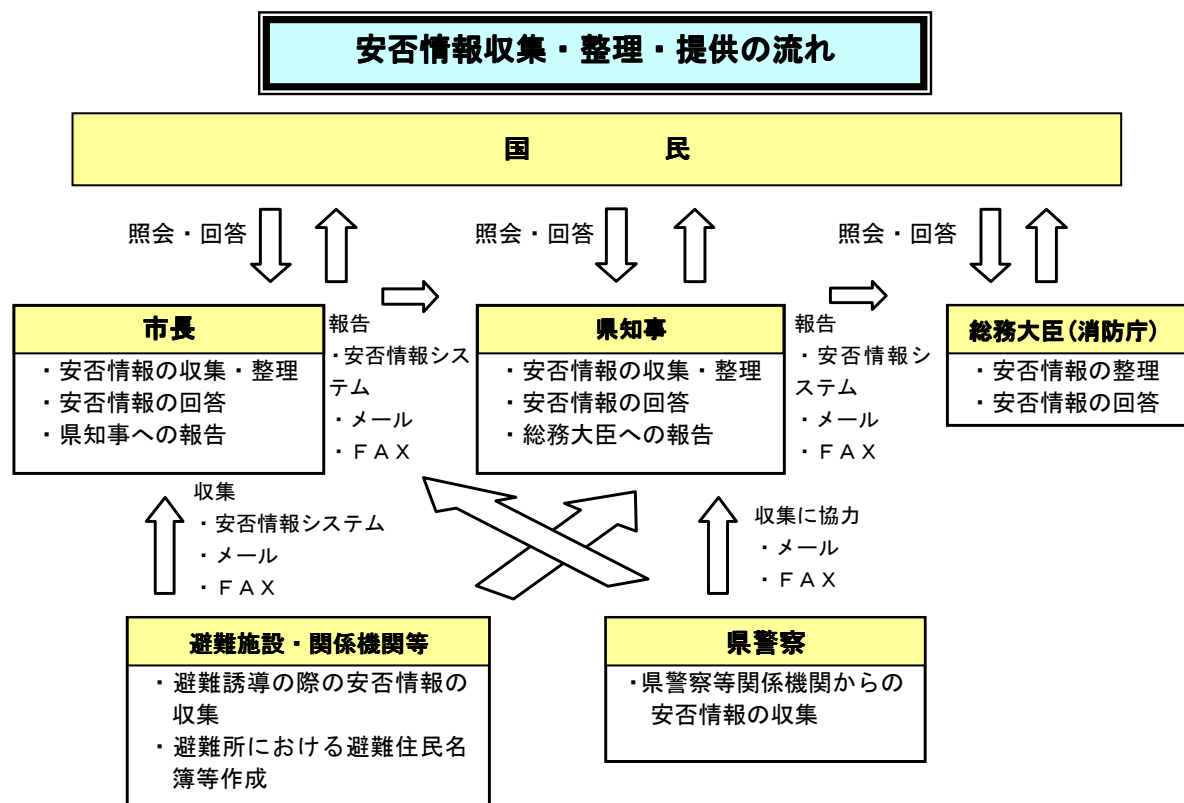 安否情報収集・整理・提供の流れ
国　　　　民
照会・回答
照会・回答
照会・回答
市長
・安否情報の収集・整理
・安否情報の回答
・県知事への報告
報告
・安否情報シス
テム
・メール
・ＦＡＸ
県知事
・安否情報の収集・整理
・安否情報の回答
・総務大臣への報告
報告
・安否情報シ
ステム
・メール
・ＦＡＸ
総務大臣（消防庁）
・安否情報の整理
・安否情報の回答
収集
・安否情報システム
・メール
・ＦＡＸ
収集に協力
・メール
・ＦＡＸ
避難施設・関係機関等
・避難誘導の際の安否情報の
収集
・避難所における避難住民名
簿等作成
県警察
・県警察等関係機関からの
安否情報の収集